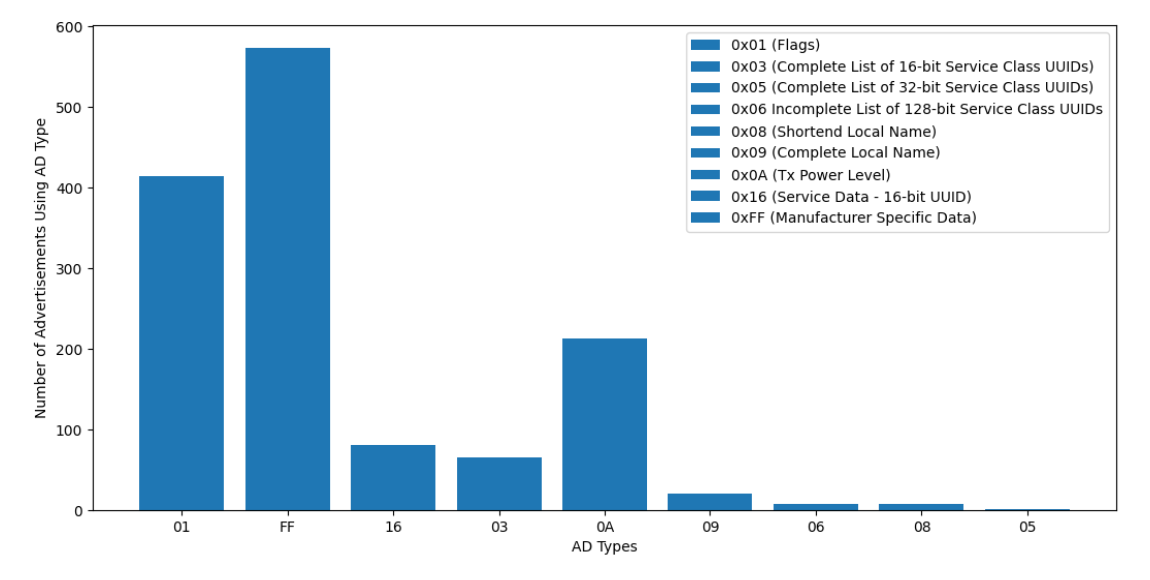 600
500
400
300
200
100
0
Number of Advertisements Using AD Type
0x01 (Flags)
0x03 (Complete List of 16-bit Service Class UUIDs)
0x05 (Complete List of 32-bit Service Class UUIDs)
0x06 Incomplete List of 128-bit Service Class UUIDs
0x08 (Shortend Local Name)
0x09 (Complete Local Name)
0x0A (Tx Power Level)
0x16 (Service Data - 16-bit UUID)
0xFF (Manufacturer Specific Data)
01 FF 16 03 0A 09 06 08 05
AD Types